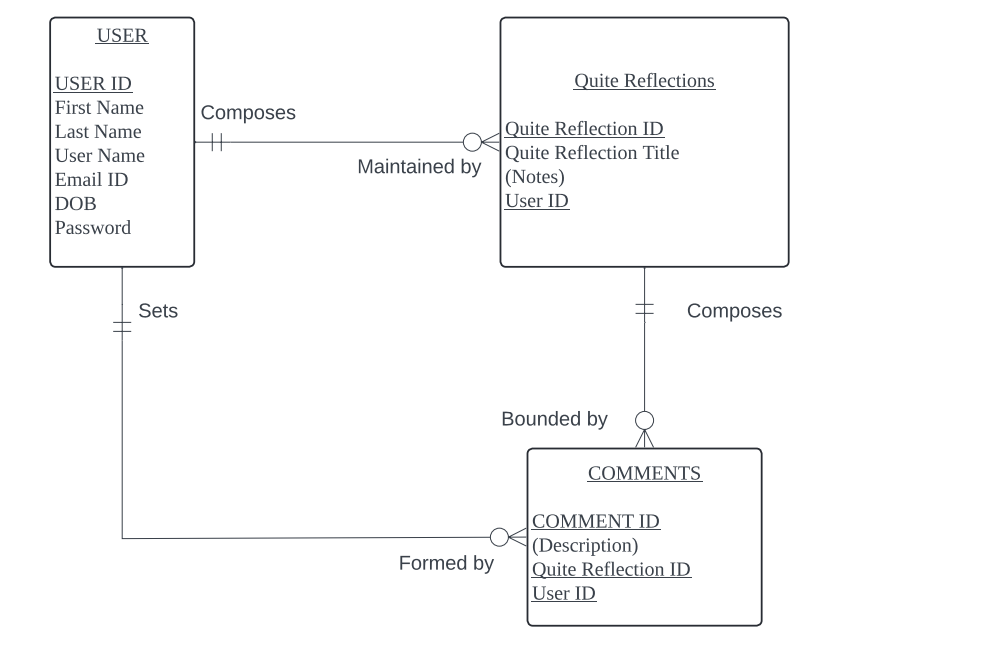 USER
USER ID
First Name
Last Name
User Name
Email ID
DOB
Password
Composes
Maintained by
Quite Reflections
Quite Reflection ID
Quite Reflection Title
(Notes)
User ID
Sets
Composes
Bounded by
Formed by
COMMENTS
COMMENT ID
(Description)
Quite Reflection ID
User ID